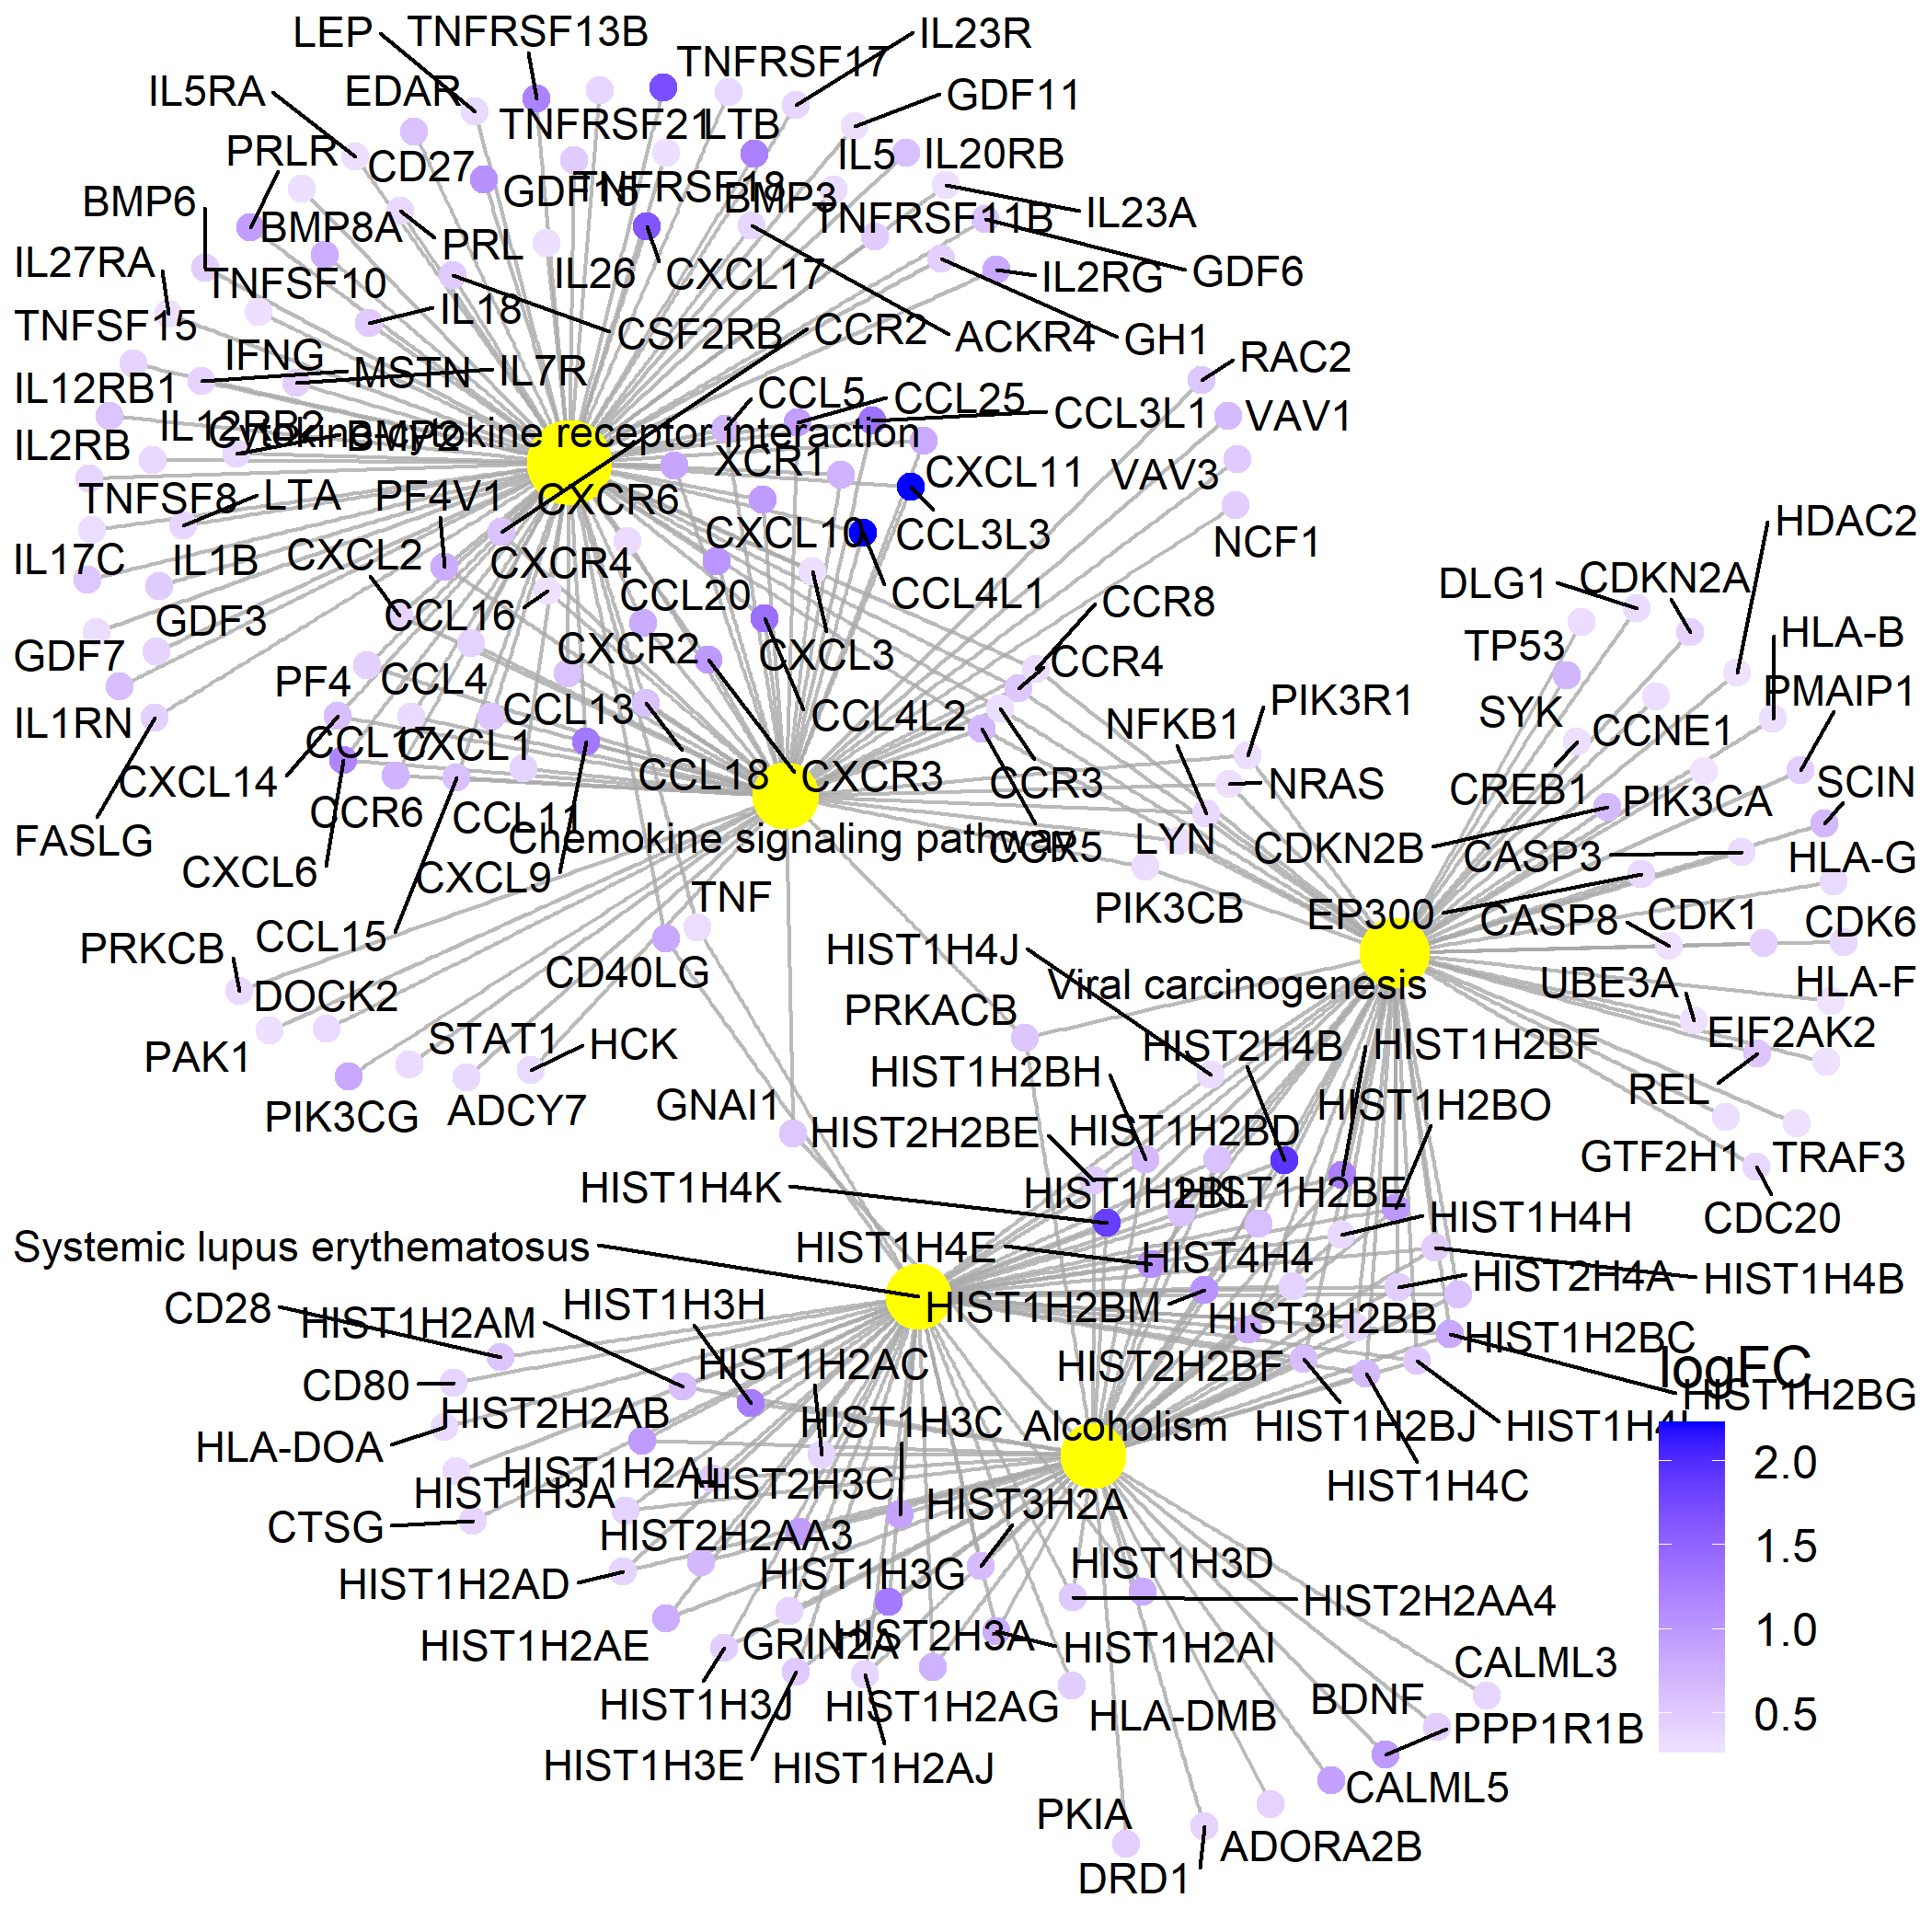 LEP
TNFRSF13B
IL23R
TNFRSF17
IL5RA
EDAR
GDF11
TNFRSF21
LTB
PRLR
CD27
IL5
IL20RB
GDF15
TNFRSF18
BMP3
BMP6
BMP8A
PRL
TNFRSF11B
IL23A
IL27RA
TNFSF10
IL26
CXCL17
IL2RG
GDF6
TNFSF15
IL18
CSF2RB
CCR2
ACKR4
GH1
IFNG
MSTN
IL7R
RAC2
IL12RB1
CCL5
CCL25
CCL3L1
VAV1
IL12RB2
BMP2
Cytokine-cytokine receptor interaction
IL2RB
XCR1
CXCL11
VAV3
TNFSF8
LTA
PF4V1
CXCR6
HDAC2
IL17C
IL1B
CXCL2
CXCR4
CXCL10
CCL3L3
NCF1
CCL20
CCL4L1
DLG1
CDKN2A
GDF7
GDF3
CCL16
CCR8
CXCR2
CXCL3
CCR4
TP53
HLA-B
IL1RN
PF4
CCL4
CCL13
CCL4L2
NFKB1
PIK3R1
SYK
CCNE1
PMAIP1
CCL17
CXCL1
CXCL14
CCL18
CXCR3
CCR3
NRAS
CREB1
PIK3CA
SCIN
FASLG
CCR6
CCL11
Chemokine signaling pathway
CCR5
LYN
CDKN2B
CASP3
HLA-G
CXCL6
CXCL9
TNF
PIK3CB
EP300
CASP8
CDK1
CDK6
PRKCB
CCL15
CD40LG
HIST1H4J
Viral carcinogenesis
UBE3A
HLA-F
DOCK2
PRKACB
PAK1
STAT1
HCK
HIST2H4B
HIST1H2BF
EIF2AK2
HIST1H2BH
REL
PIK3CG
ADCY7
GNAI1
HIST2H2BE
HIST1H2BD
HIST1H2BO
GTF2H1
TRAF3
HIST1H4K
HIST1H2BL
HIST1H2BE
CDC20
Systemic lupus erythematosus
HIST1H4E
HIST4H4
HIST1H4H
HIST2H4A
HIST1H4B
CD28
HIST1H2AM
HIST1H3H
HIST1H2BM
HIST3H2BB
HIST1H2BC
CD80
HIST1H2AC
HIST2H2BF
logFC
HIST1H2BG
HIST2H2AB
HIST1H3C
Alcoholism
HIST1H2BJ
HLA-DOA
HIST1H2AL
HIST2H3C
HIST1H4C
2.0
HIST1H3A
HIST3H2A
CTSG
HIST2H2AA3
1.5
HIST1H2AD
HIST1H3G
HIST1H3D
HIST2H2AA4
1.0
HIST1H2AE
GRIN2A
HIST2H3A
HIST1H2AI
CALML3
HIST1H3J
HIST1H2AG
HLA-DMB
BDNF
PPP1R1B
0.5
HIST1H3E
HIST1H2AJ
CALML5
PKIA
ADORA2B
DRD1